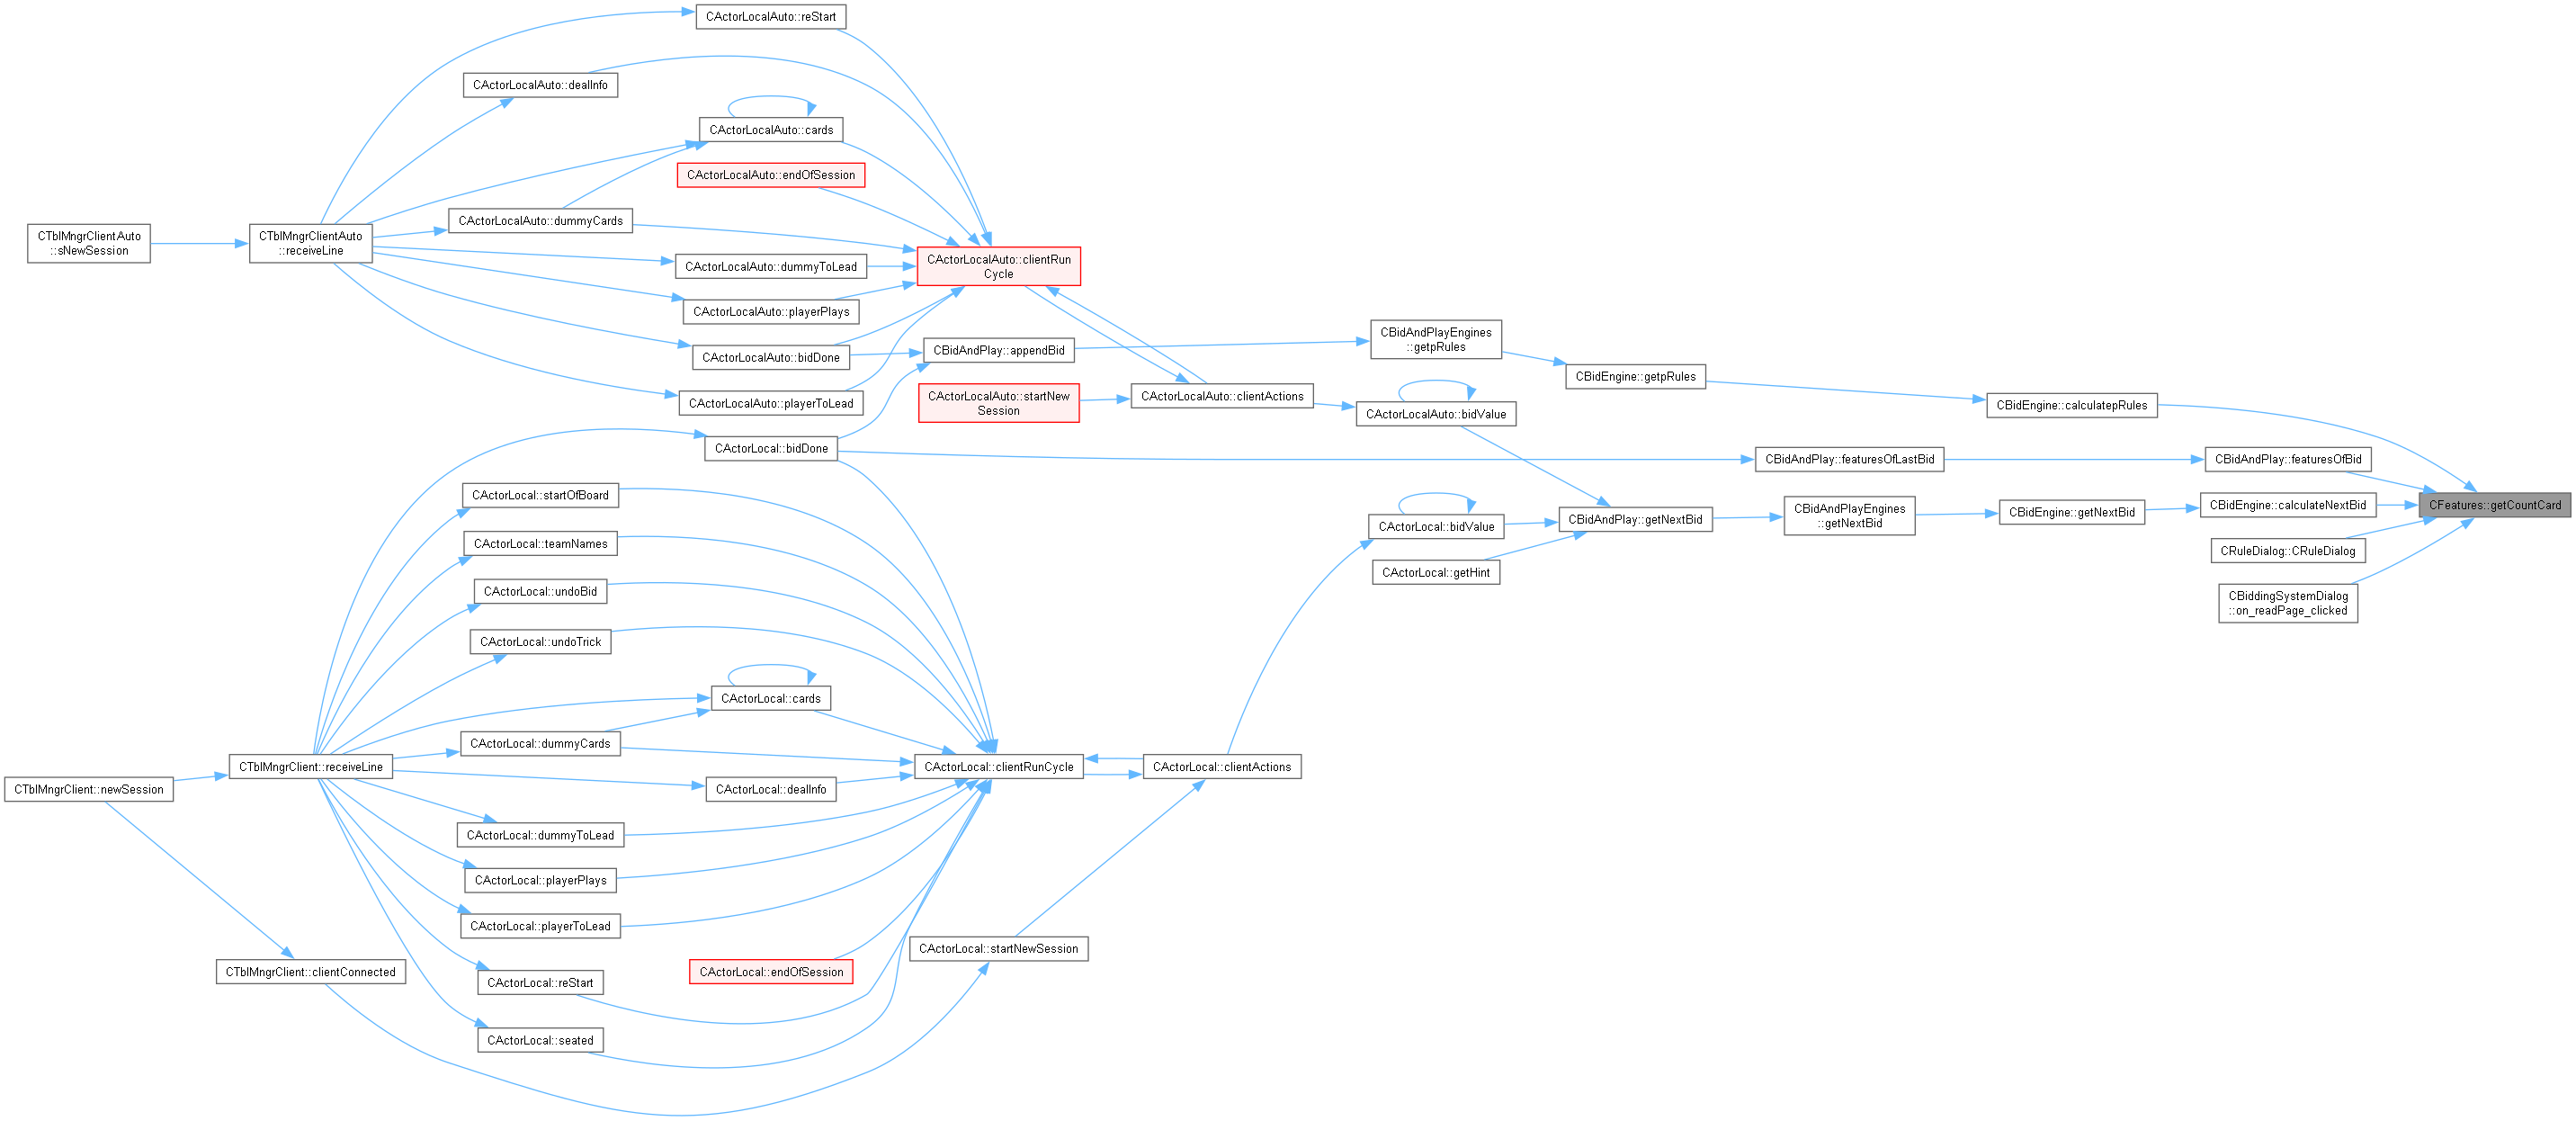 CActorLocalAuto::reStart
CActorLocalAuto::dealInfo
CActorLocalAuto::cards
CActorLocalAuto::endOfSession
CActorLocalAuto::dummyCards
CTblMngrClientAuto
::sNewSession
CTblMngrClientAuto
::receiveLine
CActorLocalAuto::dummyToLead
CActorLocalAuto::clientRun
Cycle
CActorLocalAuto::playerPlays
CActorLocalAuto::bidDone
CBidAndPlay::appendBid
CBidAndPlayEngines
::getpRules
CBidEngine::getpRules
CActorLocalAuto::playerToLead
CActorLocalAuto::startNew
Session
CActorLocalAuto::clientActions
CActorLocalAuto::bidValue
CBidEngine::calculatepRules
CActorLocal::bidDone
CBidAndPlay::featuresOfLastBid
CBidAndPlay::featuresOfBid
CActorLocal::startOfBoard
CActorLocal::bidValue
CBidAndPlay::getNextBid
CBidAndPlayEngines
::getNextBid
CBidEngine::getNextBid
CBidEngine::calculateNextBid
CFeatures::getCountCard
CActorLocal::teamNames
CActorLocal::getHint
CRuleDialog::CRuleDialog
CActorLocal::undoBid
CBiddingSystemDialog
::on_readPage_clicked
CActorLocal::undoTrick
CActorLocal::cards
CActorLocal::dummyCards
CTblMngrClient::receiveLine
CActorLocal::clientRunCycle
CActorLocal::clientActions
CTblMngrClient::newSession
CActorLocal::dealInfo
CActorLocal::dummyToLead
CActorLocal::playerPlays
CActorLocal::playerToLead
CActorLocal::startNewSession
CTblMngrClient::clientConnected
CActorLocal::endOfSession
CActorLocal::reStart
CActorLocal::seated